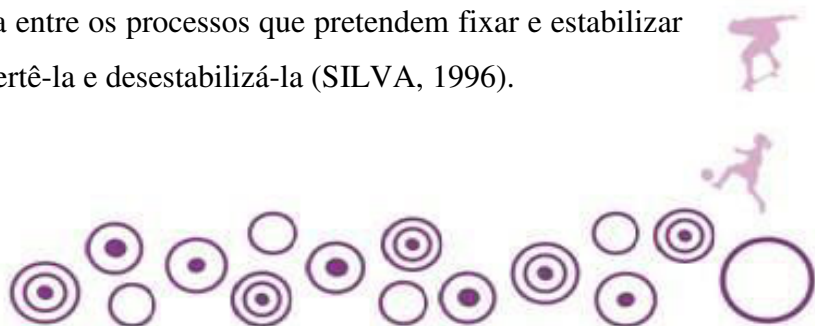 a entre os processos que pretendem fixar e estabilizar
ertê-la e desestabilizá-la (SILVA, 1996).